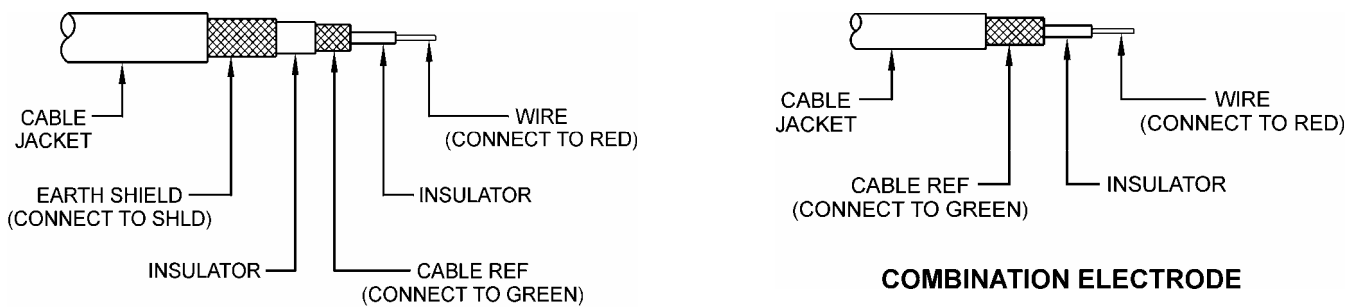 CABLE
JACKET
WIRE
(CONNECT TO RED)
EARTH SHIELD
(CONNECT TO SHLD)
INSULATOR
INSULATOR
CABLE REF
(CONNECT TO GREEN)
CABLE
JACKET
WIRE
(CONNECT TO RED)
CABLE REF
(CONNECT TO GREEN)
INSULATOR
COMBINATION ELECTRODE